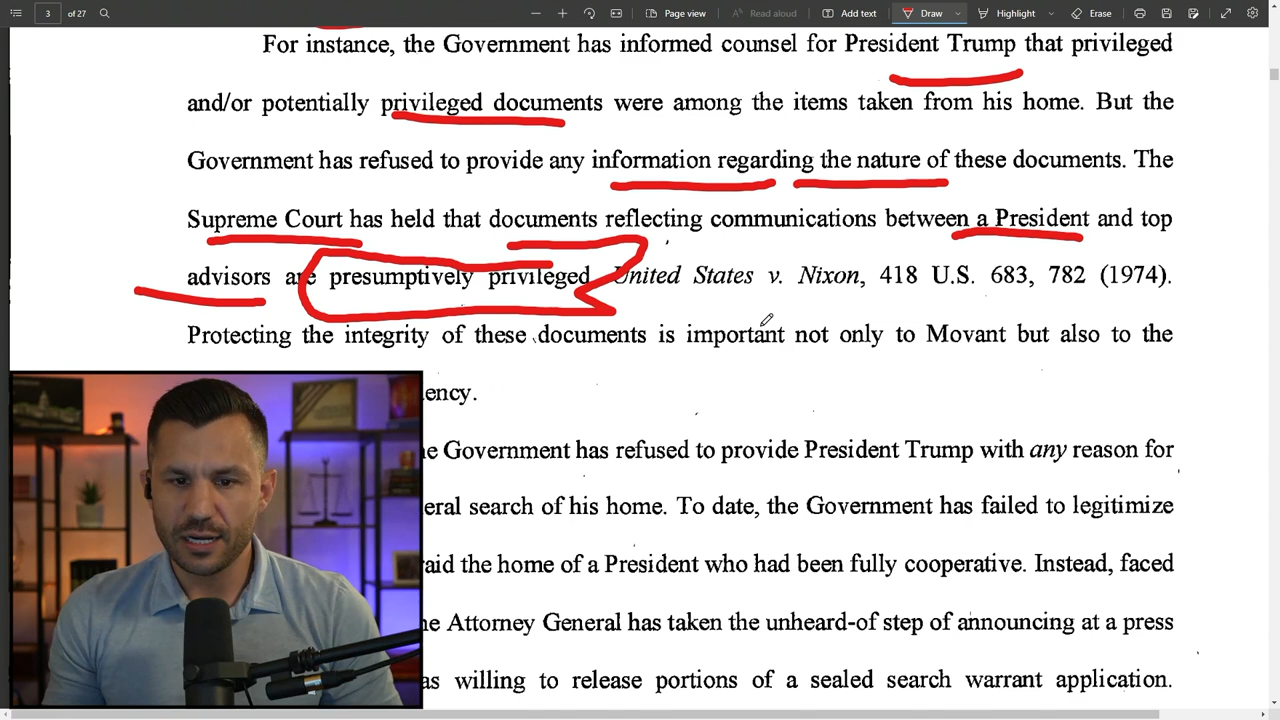 3 of 27 Page view Read aloud Add text Draw Highlight Erase
For instance, the Government has informed counsel for President Trump that privileged
and/or potentially privileged documents were among the items taken from his home. But the
Government has refused to provide any information regarding the nature of these documents. The
Supreme Court has held that documents reflecting communications between a President and top
advisors are presumptively privileged United States v. Nixon, 418 U.S. 683, 782 (1974).
Protecting the integrity of these documents is important not only to Movant but also to the
ency.
e Government has refused to provide President Trump with any reason for
eral search of his home. To date, the Government has failed to legitimize
raid the home of a President who had been fully cooperative. Instead, faced
he Attorney General has taken the unheard-of step of announcing at a press
as willing to release portions of a sealed search warrant application.